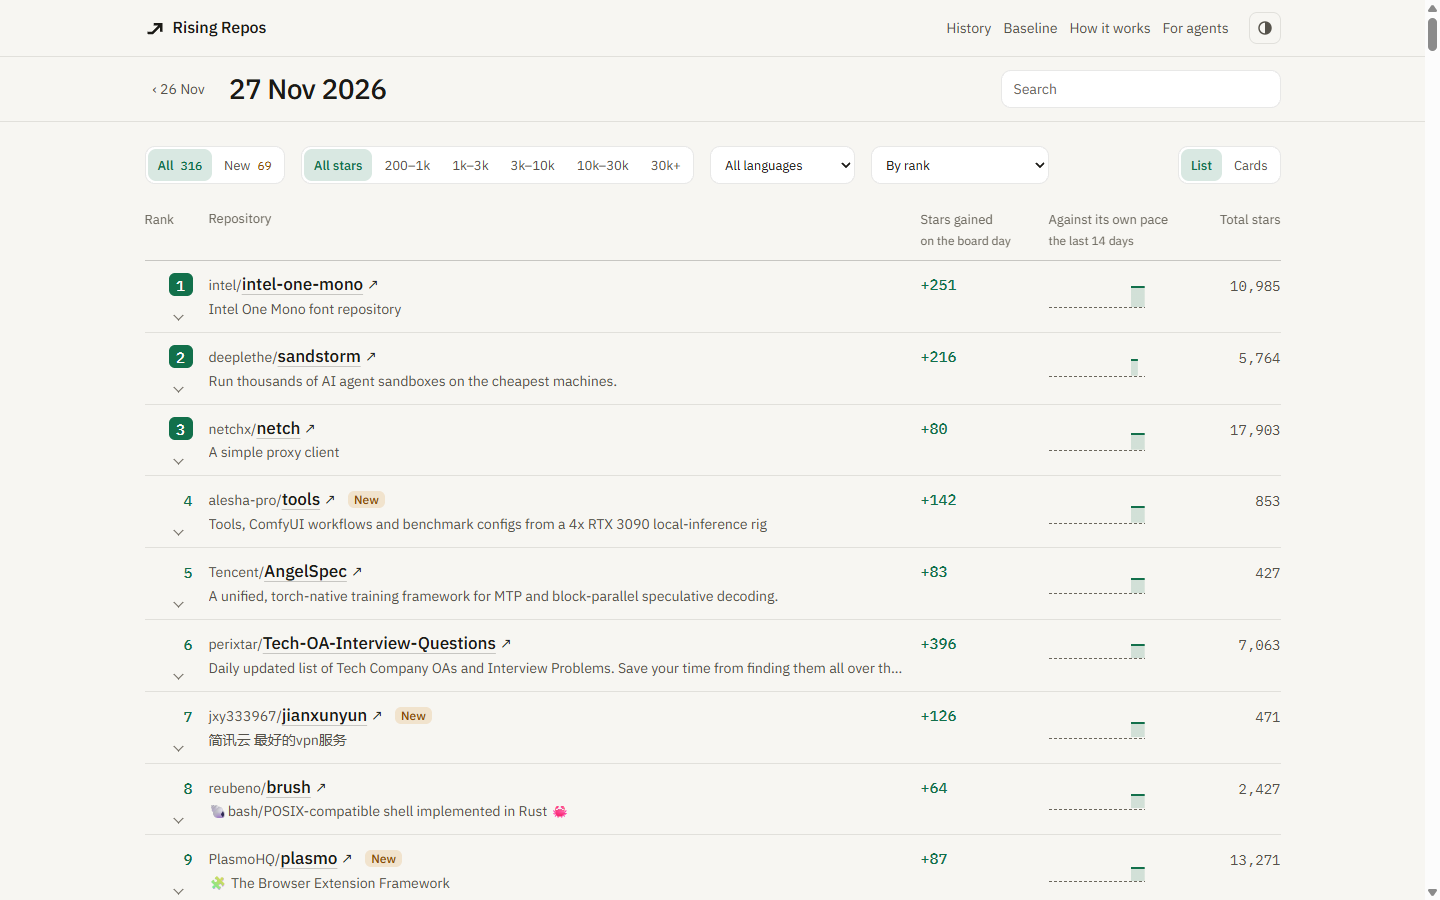 Rising Repos
History Baseline How it works For agents
‹ 26 Nov 27 Nov 2026 Search
All 316 New 69 All stars 200–1k 1k–3k 3k–10k 10k–30k 30k+ All languages By rank List Cards
Rank Repository Stars gained on the board day Against its own pace the last 14 days Total stars
1 intel/intel-one-mono ↗ +251 10,985
Intel One Mono font repository
2 deeplethe/sandstorm ↗ +216 5,764
Run thousands of AI agent sandboxes on the cheapest machines.
3 netchx/netch ↗ +80 17,903
A simple proxy client
4 alesha-pro/tools ↗ New +142 853
Tools, ComfyUI workflows and benchmark configs from a 4x RTX 3090 local-inference rig
5 Tencent/AngelSpec ↗ +83 427
A unified, torch-native training framework for MTP and block-parallel speculative decoding.
6 perixtar/Tech-OA-Interview-Questions ↗ +396 7,063
Daily updated list of Tech Company OAs and Interview Problems. Save your time from finding them all over th...
7 jxy333967/jianxunyun ↗ New +126 471
简讯云 最好的vpn服务
8 reubeno/brush ↗ +64 2,427
🐚 bash/POSIX-compatible shell implemented in Rust 🦀
9 PlasmoHQ/plasmo ↗ New +87 13,271
🧩 The Browser Extension Framework